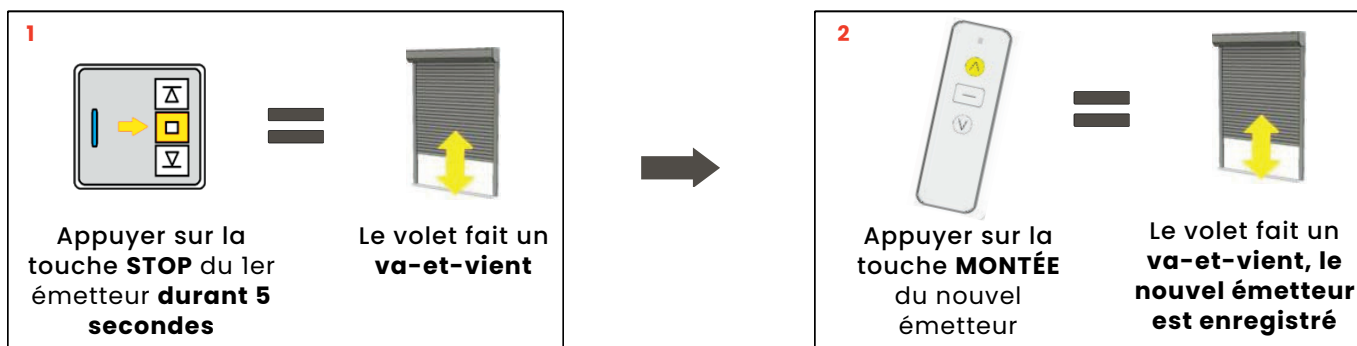 1
Appuyer sur la
touche STOP du 1er
émetteur durant 5
secondes
Le volet fait un
va-et-vient
2
Appuyer sur la
touche MONTÉE
du nouvel
émetteur
Le volet fait un
va-et-vient, le
nouvel émetteur
est enregistré